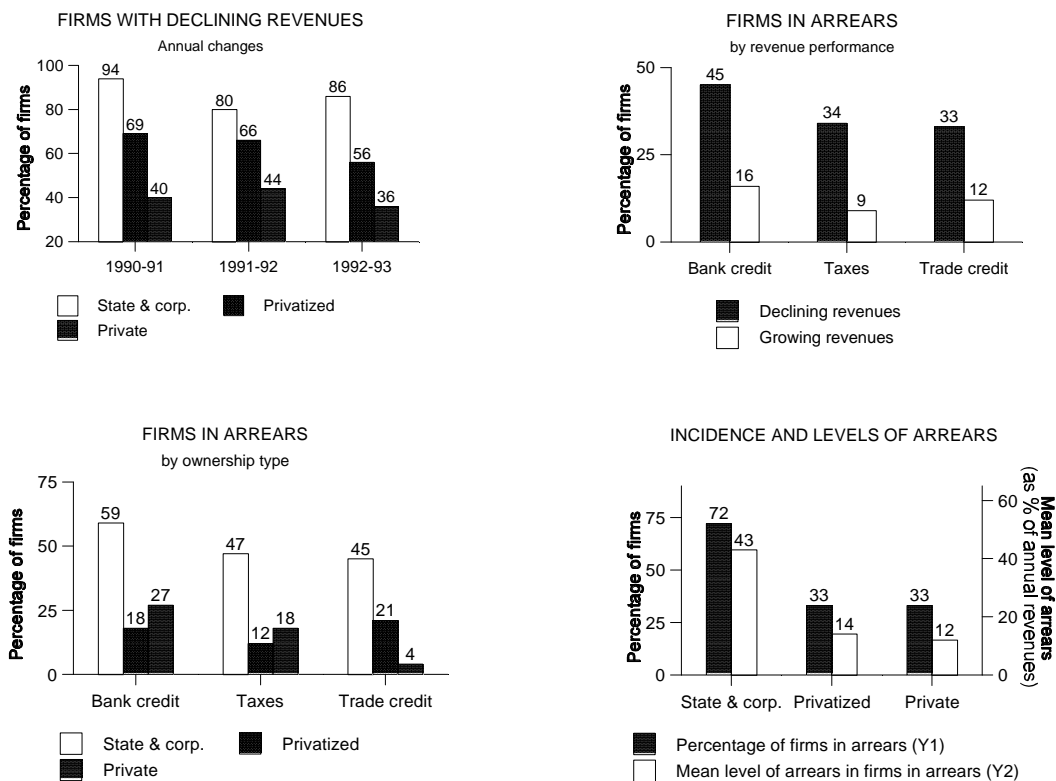 FIRMS WITH DECLINING REVENUES
Annual changes
Percentage of firms
100
80
60
40
20
94
69
40
80
66
44
86
56
36
1990-91
1991-92
1992-93
State & corp.
Privatized
Private
FIRMS IN ARREARS
by revenue performance
Percentage of firms
50
25
0
45
16
34
9
33
12
Bank credit
Taxes
Trade credit
Declining revenues
Growing revenues
FIRMS IN ARREARS
by ownership type
Percentage of firms
75
50
25
0
59
18
27
47
12
18
45
21
4
Bank credit
Taxes
Trade credit
State & corp.
Privatized
Private
INCIDENCE AND LEVELS OF ARREARS
Percentage of firms
75
50
25
0
72
43
33
14
33
12
60
40
20
0
Mean level of arrears
(as % of annual revenues)
State & corp.
Privatized
Private
Percentage of firms in arrears (Y1)
Mean level of arrears in firms in arrears (Y2)